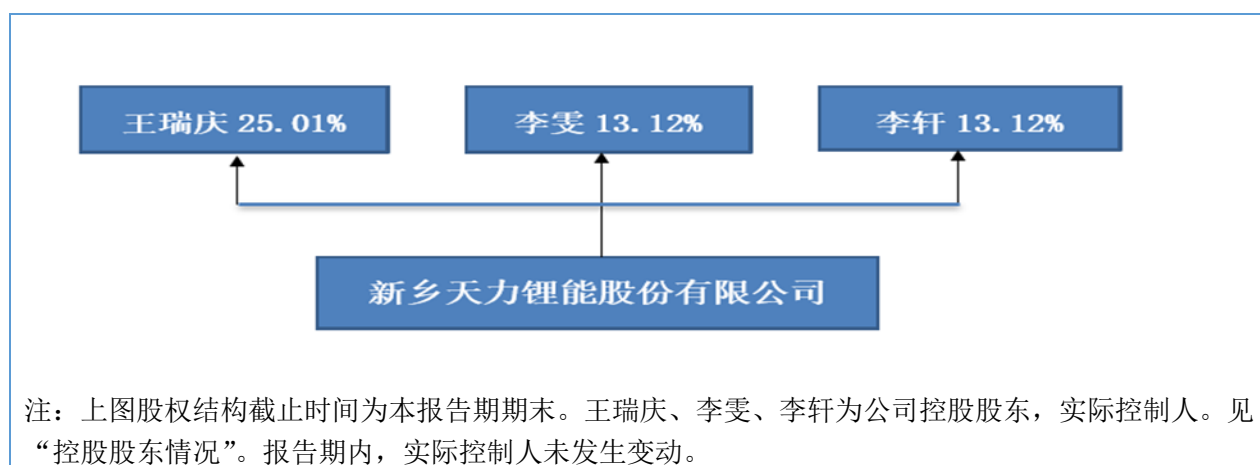 王瑞庆 25.01%
李雯 13.12%
李轩 13.12%
新乡天力锂能股份有限公司
注：上图股权结构截止时间为本报告期期末。王瑞庆、李雯、李轩为公司控股股东，实际控制人。见
“控股股东情况”。报告期内，实际控制人未发生变动。